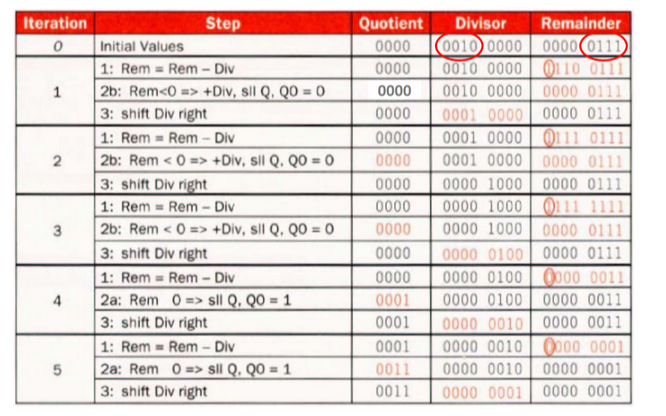 Iteration Step Quotient Divisor Remainder
0 Initial Values 0000 0010 0000 0000 0111
1: Rem = Rem – Div 0000 0010 0000 0110 0111
1 2b: Rem<0 => +Div, sll Q, Q0 = 0 0000 0010 0000 0000 0111
3: shift Div right 0000 0001 0000 0000 0111
1: Rem = Rem – Div 0000 0001 0000 0111 0111
2 2b: Rem < 0 => +Div, sll Q, Q0 = 0 0000 0001 0000 0000 0111
3: shift Div right 0000 0000 1000 0000 0111
1: Rem = Rem – Div 0000 0000 1000 0111 1111
3 2b: Rem < 0 => +Div, sll Q, Q0 = 0 0000 0000 1000 0000 0111
3: shift Div right 0000 0000 0100 0000 0111
1: Rem = Rem – Div 0000 0000 0100 0000 0011
4 2a: Rem 0 => sll Q, Q0 = 1 0001 0000 0100 0000 0011
3: shift Div right 0001 0000 0010 0000 0011
1: Rem = Rem – Div 0001 0000 0010 0000 0001
5 2a: Rem 0 => sll Q, Q0 = 1 0011 0000 0010 0000 0001
3: shift Div right 0011 0000 0001 0000 0001